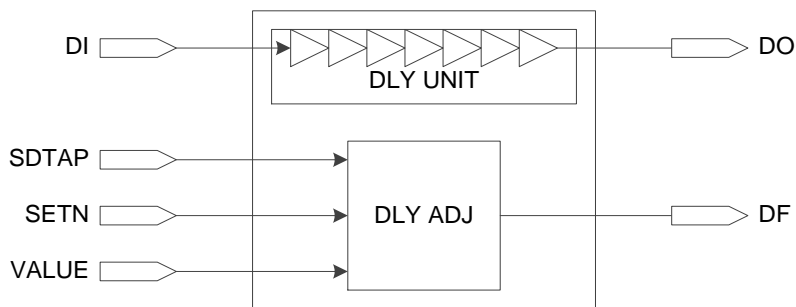 DI
DO
DLY UNIT
SDTAP
SETN
DLY ADJ
DF
VALUE